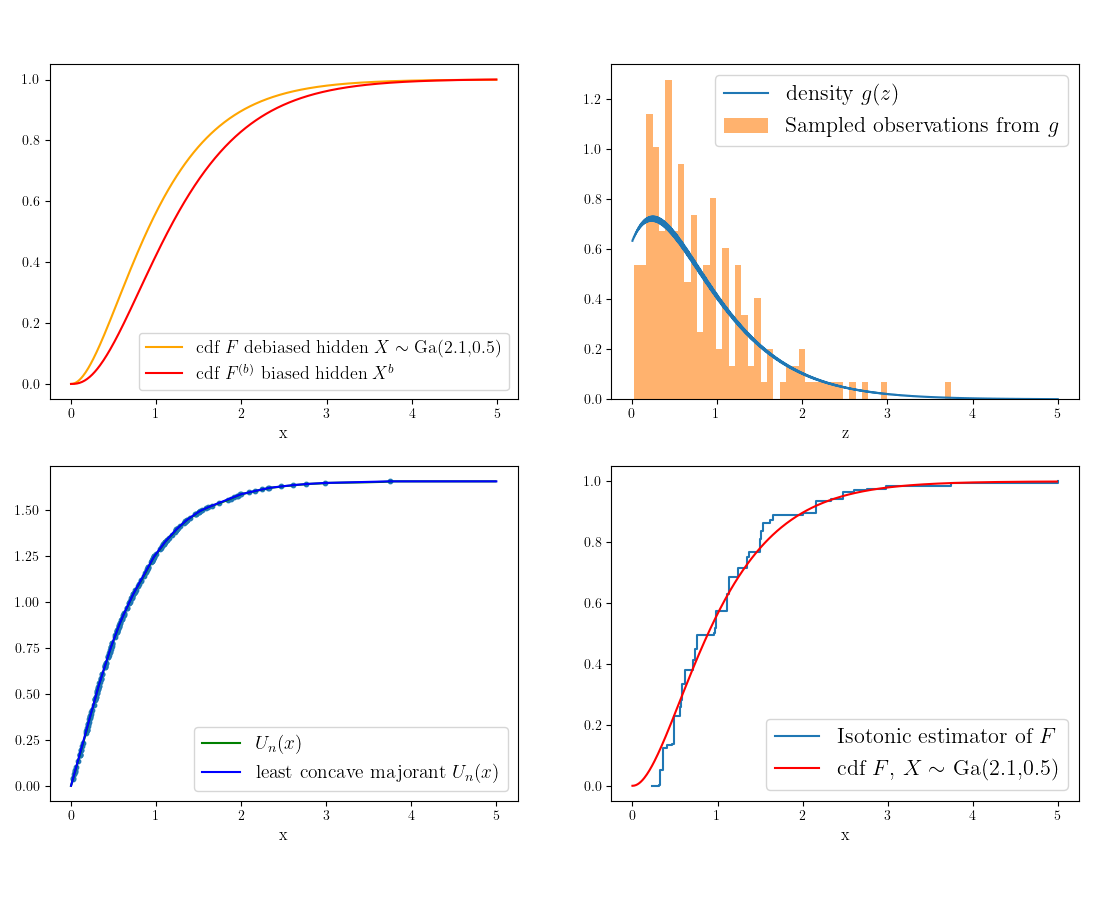 1.0
0.8
0.6
0.4
0.2
0.0
cdf F debiased hidden X ∼ Ga(2.1,0.5)
cdf F^(b) biased hidden X^b
0 1 2 3 4 5
x
1.2
1.0
0.8
0.6
0.4
0.2
0.0
density g(z)
Sampled observations from g
0 1 2 3 4 5
z
1.50
1.25
1.00
0.75
0.50
0.25
0.00
U_n(x)
least concave majorant U_n(x)
0 1 2 3 4 5
x
1.0
0.8
0.6
0.4
0.2
0.0
Isotonic estimator of F
cdf F, X ∼ Ga(2.1,0.5)
0 1 2 3 4 5
x